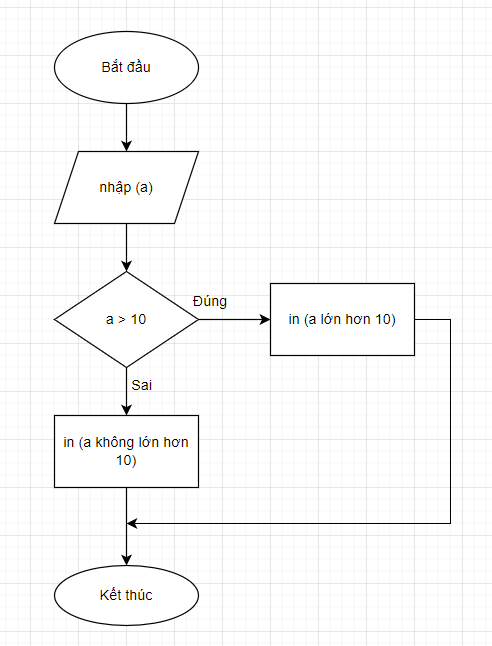 Bắt đầu
nhập (a)
a > 10
Đúng
in (a lớn hơn 10)
Sai
in (a không lớn hơn
10)
Kết thúc